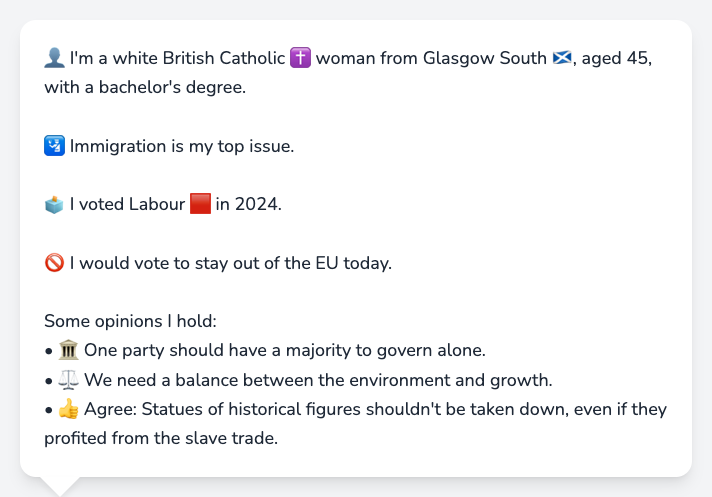 👤 I'm a white British Catholic ✝️ woman from Glasgow South 🏴󠁧󠁢󠁳󠁣󠁴󠁿, aged 45,
with a bachelor's degree.
🛂 Immigration is my top issue.
🗳️ I voted Labour 🟥 in 2024.
🚫 I would vote to stay out of the EU today.
Some opinions I hold:
• 🏛️ One party should have a majority to govern alone.
• ⚖️ We need a balance between the environment and growth.
• 👍 Agree: Statues of historical figures shouldn't be taken down, even if they
profited from the slave trade.